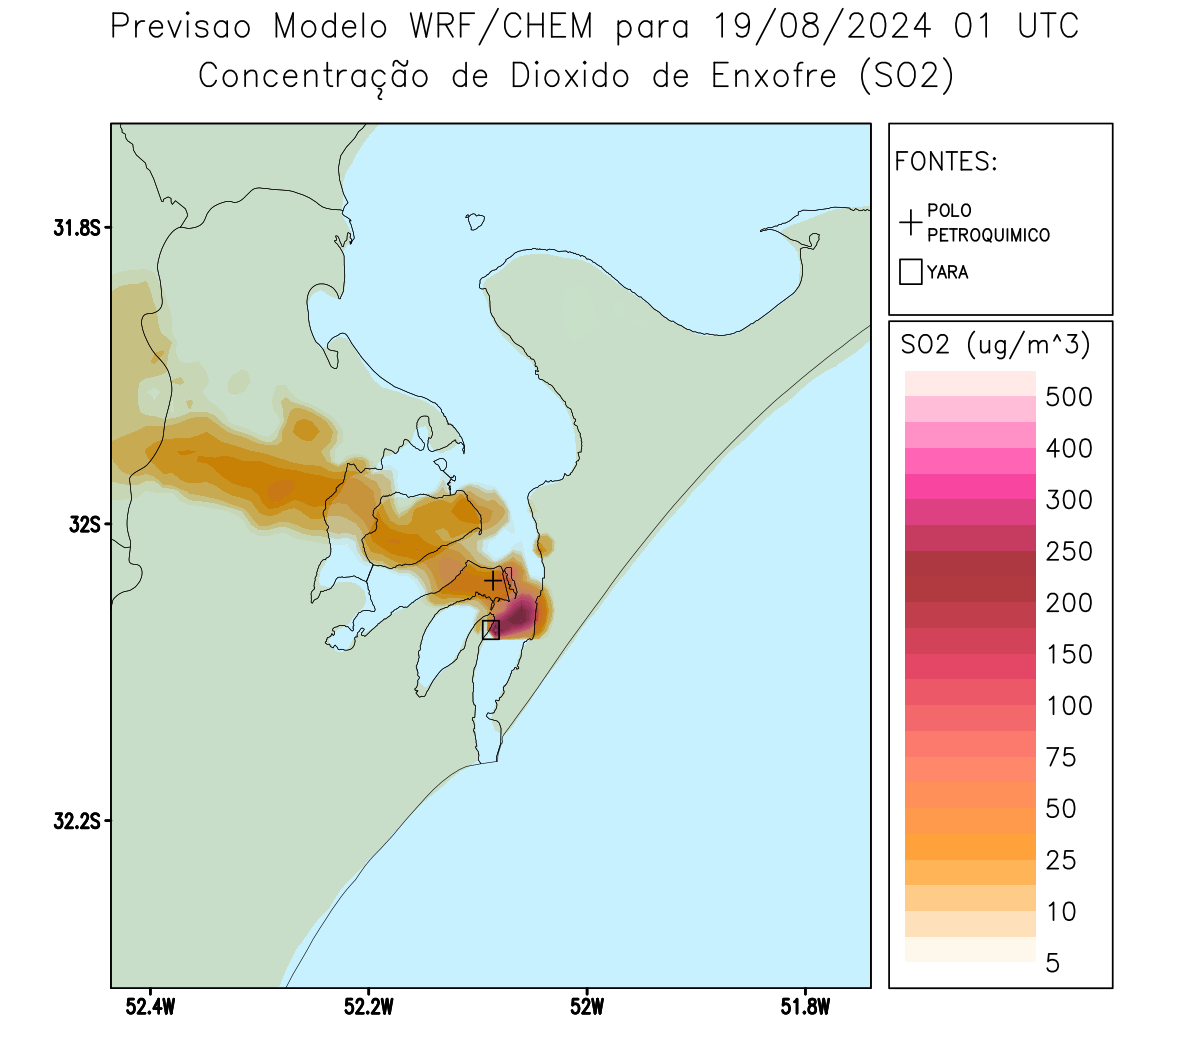 Previsao Modelo WRF/CHEM para 19/08/2024 01 UTC
Concentração de Dioxido de Enxofre (SO2)
FONTES:
POLO
PETROQUIMICO
YARA
SO2 (ug/m^3)
500
400
300
250
200
150
100
75
50
25
10
5
31.8S
32S
32.2S
52.4W
52.2W
52W
51.8W